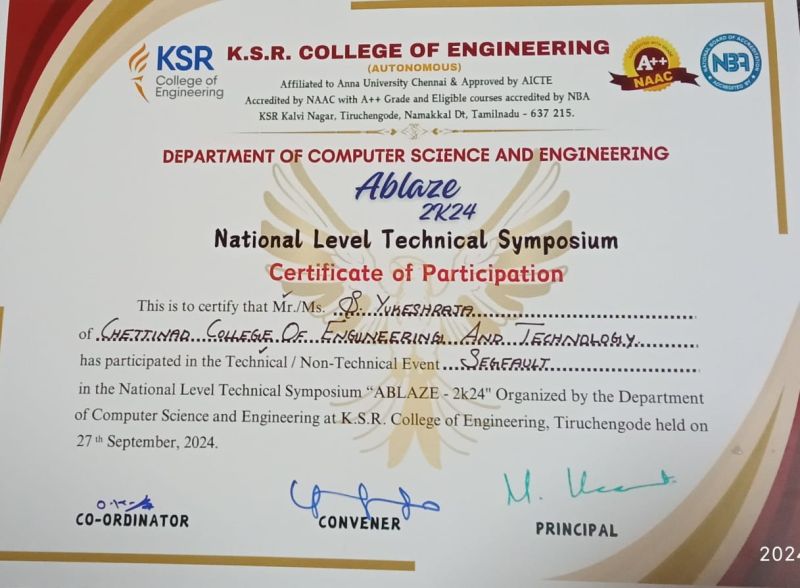 KSR
College of
Engineering
K.S.R. COLLEGE OF ENGINEERING
(AUTONOMOUS)
Affiliated to Anna University Chennai & Approved by AICTE
Accredited by NAAC with A++ Grade and Eligible courses accredited by NBA
KSR Kalvi Nagar, Tiruchengode, Namakkal Dt, Tamilnadu - 637 215.
A++
NAAC
NATIONAL BOARD OF ACCREDITATION
NBA
DEPARTMENT OF COMPUTER SCIENCE AND ENGINEERING
Ablaze
2K24
National Level Technical Symposium
Certificate of Participation
This is to certify that Mr./Ms. S. YUKESHRAJA
of CHETTINAD COLLEGE OF ENGINEERING AND TECHNOLOGY
has participated in the Technical / Non-Technical Event SEGFAULT
in the National Level Technical Symposium “ABLAZE - 2k24" Organized by the Department
of Computer Science and Engineering at K.S.R. College of Engineering, Tiruchengode held on
27th September, 2024.
CO-ORDINATOR
CONVENER
PRINCIPAL